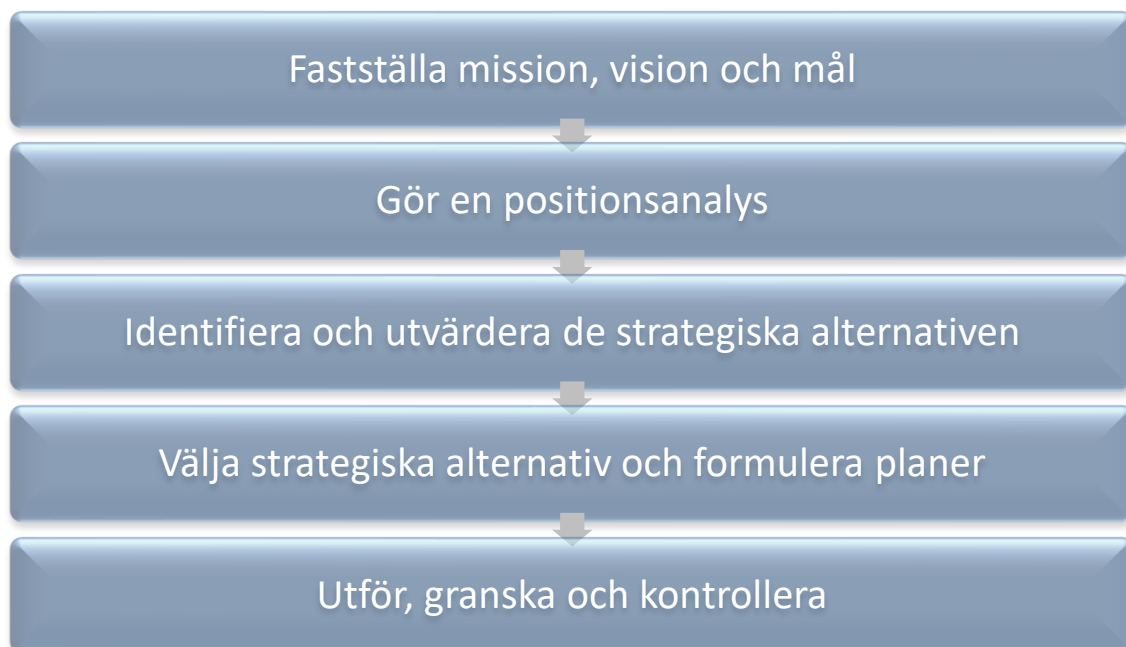 Fastställa mission, vision och mål
Gör en positionsanalys
Identifiera och utvärdera de strategiska alternativen
Välja strategiska alternativ och formulera planer
Utför, granska och kontrollera